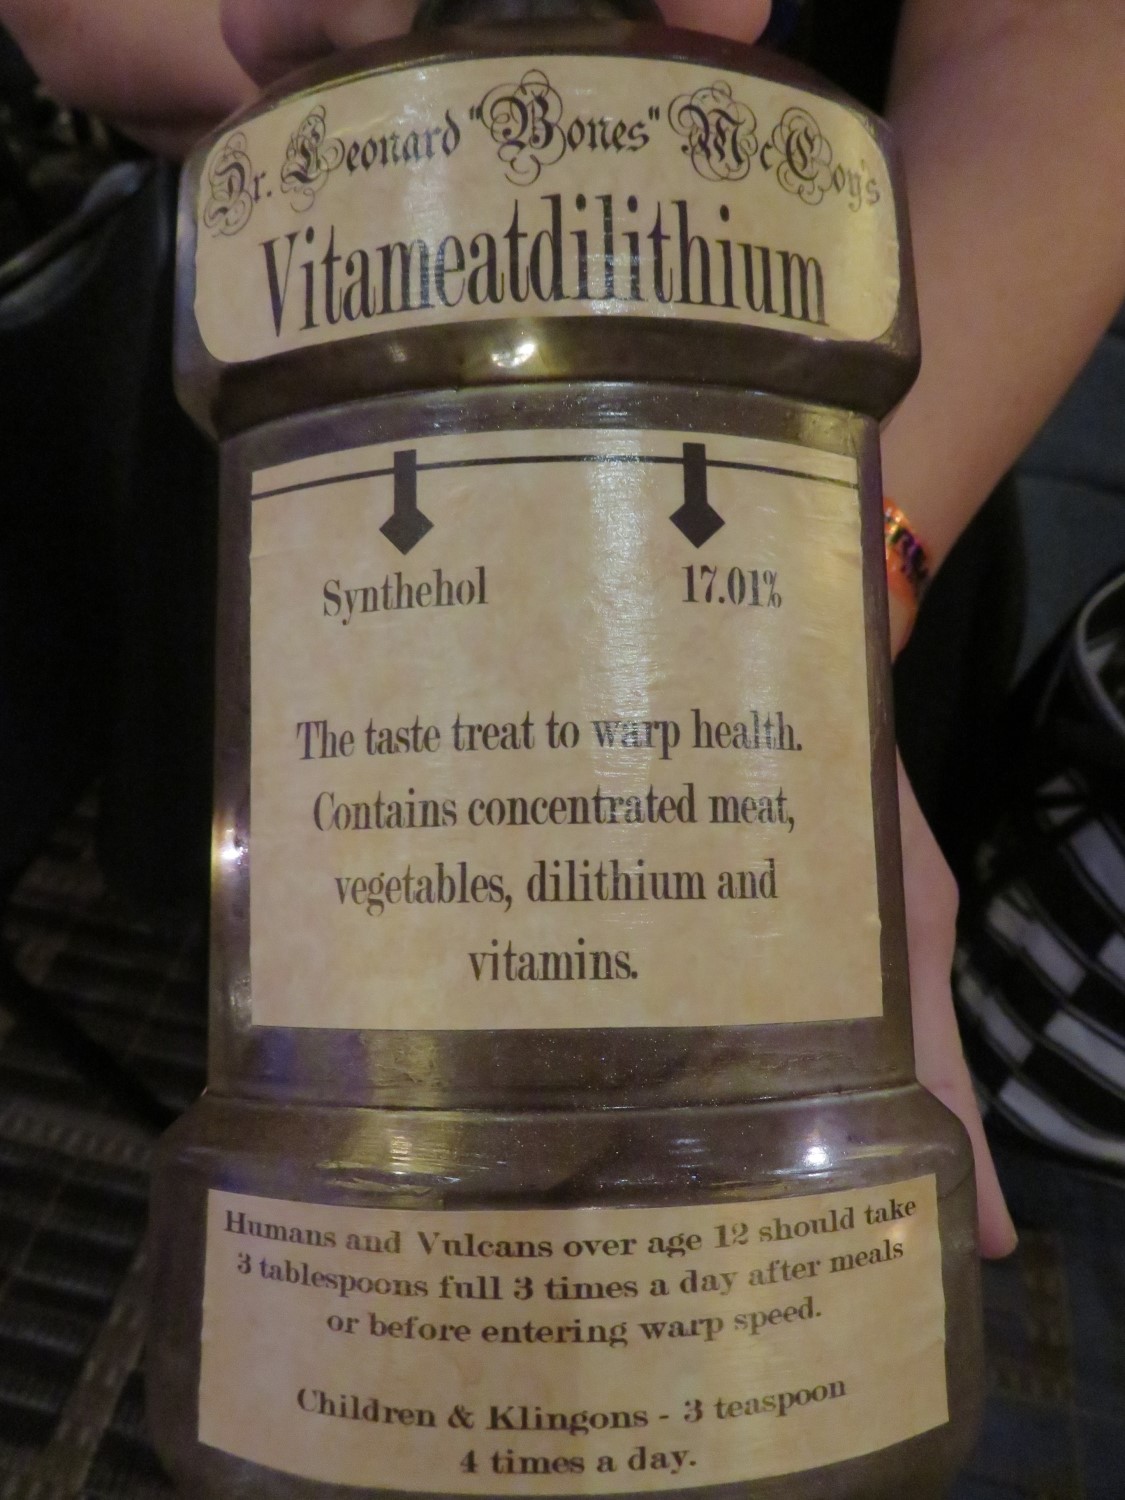 Dr. Leonard "Bones" McCoy's
Vitameatdilithium
Synthehol 17.01%
The taste treat to warp health.
Contains concentrated meat,
vegetables, dilithium and
vitamins.
Humans and Vulcans over age 12 should take
3 tablespoons full 3 times a day after meals
or before entering warp speed.
Children & Klingons - 3 teaspoon
4 times a day.